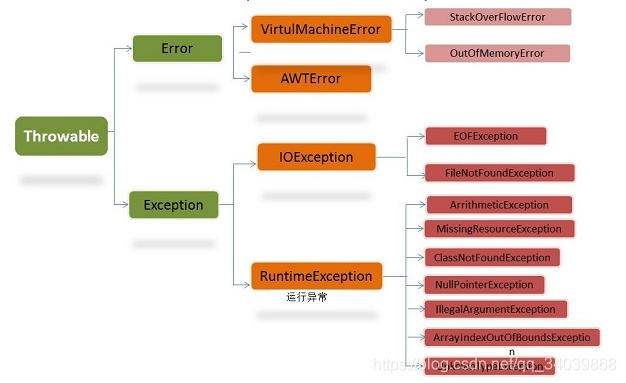 Throwable
Error
VirtulMachineError
StackOverFlowError
OutOfMemoryError
AWTError
Exception
IOException
EOFException
FileNotFoundException
RuntimeException
运行异常
ArrithmeticException
MissingResourceException
ClassNotFoundException
NullPointerException
IllegalArgumentException
ArrayIndexOutOfBoundsExceptio
n
https://blog.csdn.net/qq_34039868